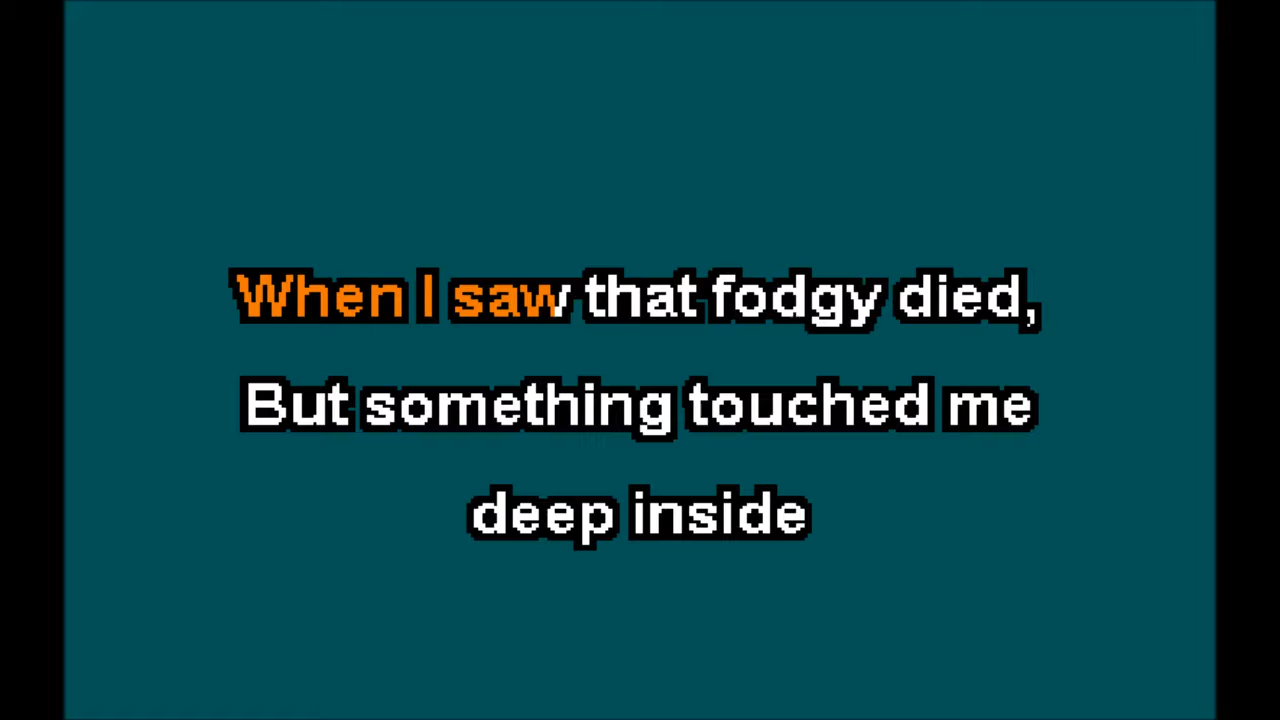 When I saw that fodgy died,
But something touched me
deep inside